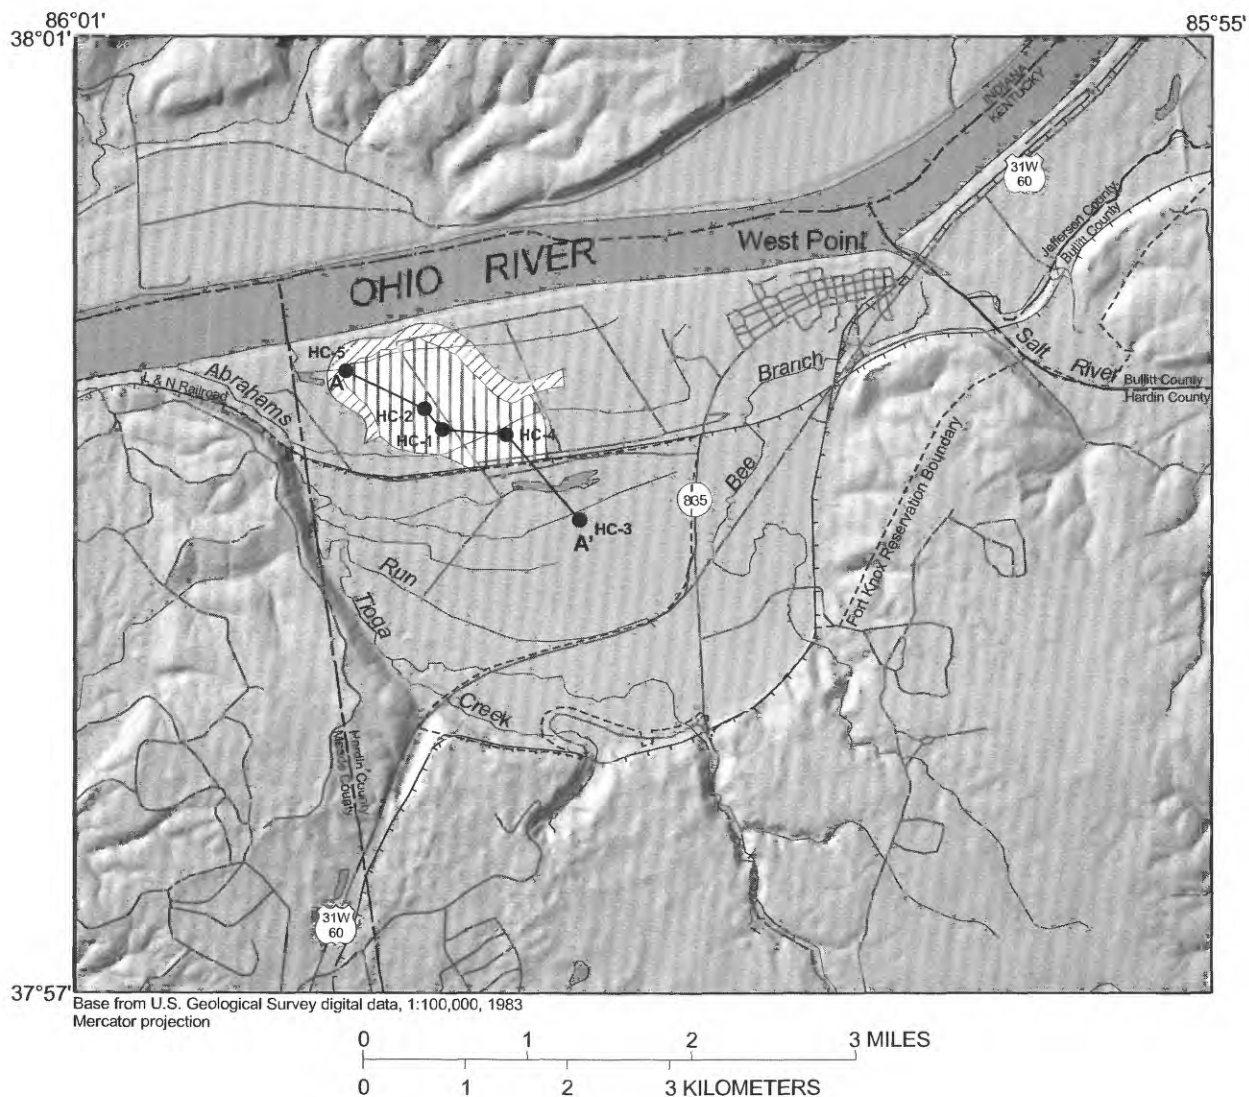 86°01'
85°55'
38°01'
INDIANA
KENTUCKY
31W
60
Jefferson County
Bullitt County
West Point
OHIO RIVER
Salt River
HC-5
A
L & N Railroad
Abrahams
Branch
Bullitt County
Hardin County
HC-2
HC-1
HC-4
Bee
835
HC-3
A'
Fort Knox Reservation Boundary
Run
Tioga
Creek
Hardin County
Meade County
31W
60
37°57'
Base from U.S. Geological Survey digital data, 1:100,000, 1983
Mercator projection
0 1 2 3 MILES
0 1 2 3 KILOMETERS